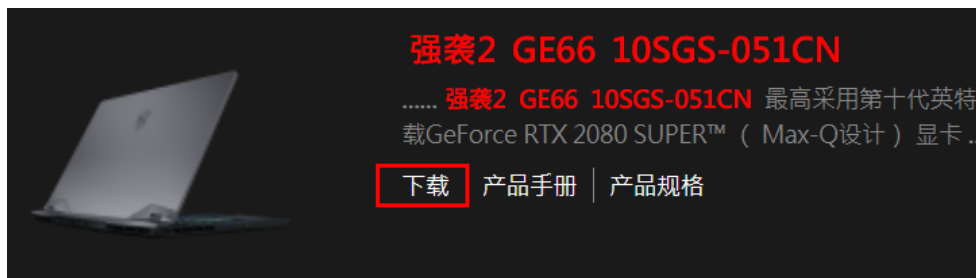 强袭2 GE66 10SGS-051CN
...... 强袭2 GE66 10SGS-051CN 最高采用第十代英特
载GeForce RTX 2080 SUPER™ ( Max-Q设计 ) 显卡 ..
下载 产品手册 产品规格